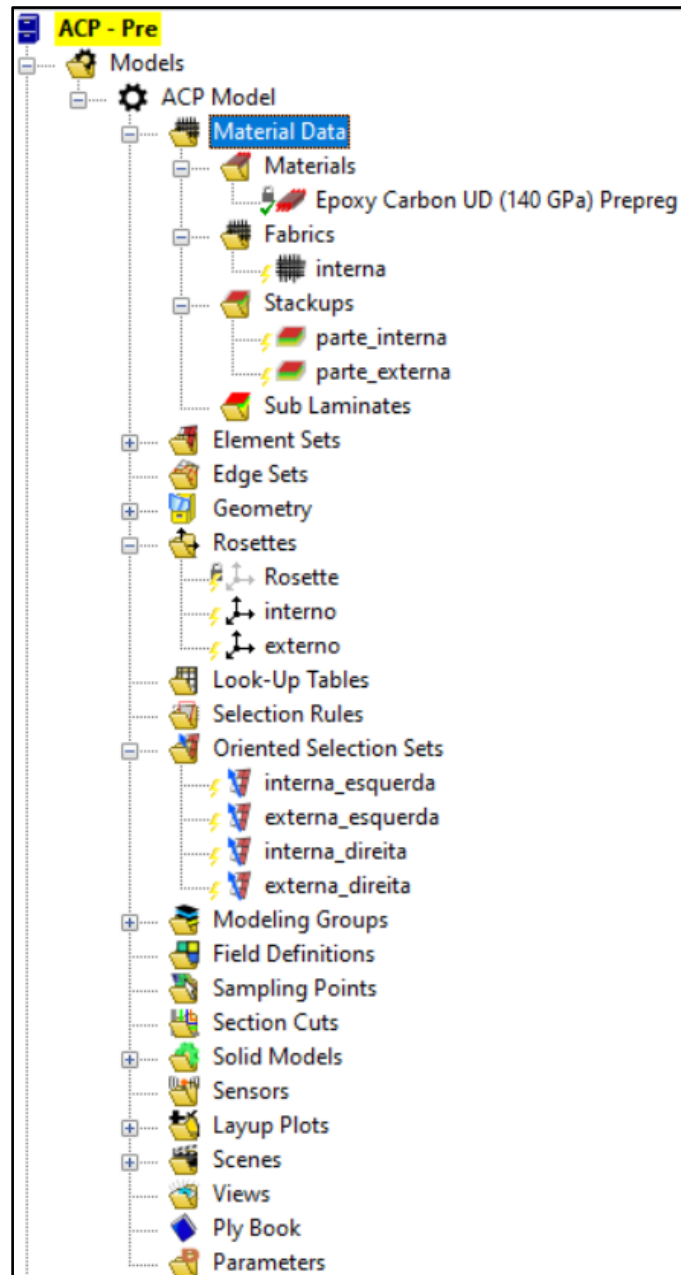 ACP - Pre
Models
ACP Model
Material Data
Materials
Epoxy Carbon UD (140 GPa) Prepreg
Fabrics
interna
Stackups
parte_interna
parte_externa
Sub Laminates
Element Sets
Edge Sets
Geometry
Rosettes
Rosette
interno
externo
Look-Up Tables
Selection Rules
Oriented Selection Sets
interna_esquerda
externa_esquerda
interna_direita
externa_direita
Modeling Groups
Field Definitions
Sampling Points
Section Cuts
Solid Models
Sensors
Layup Plots
Scenes
Views
Ply Book
Parameters